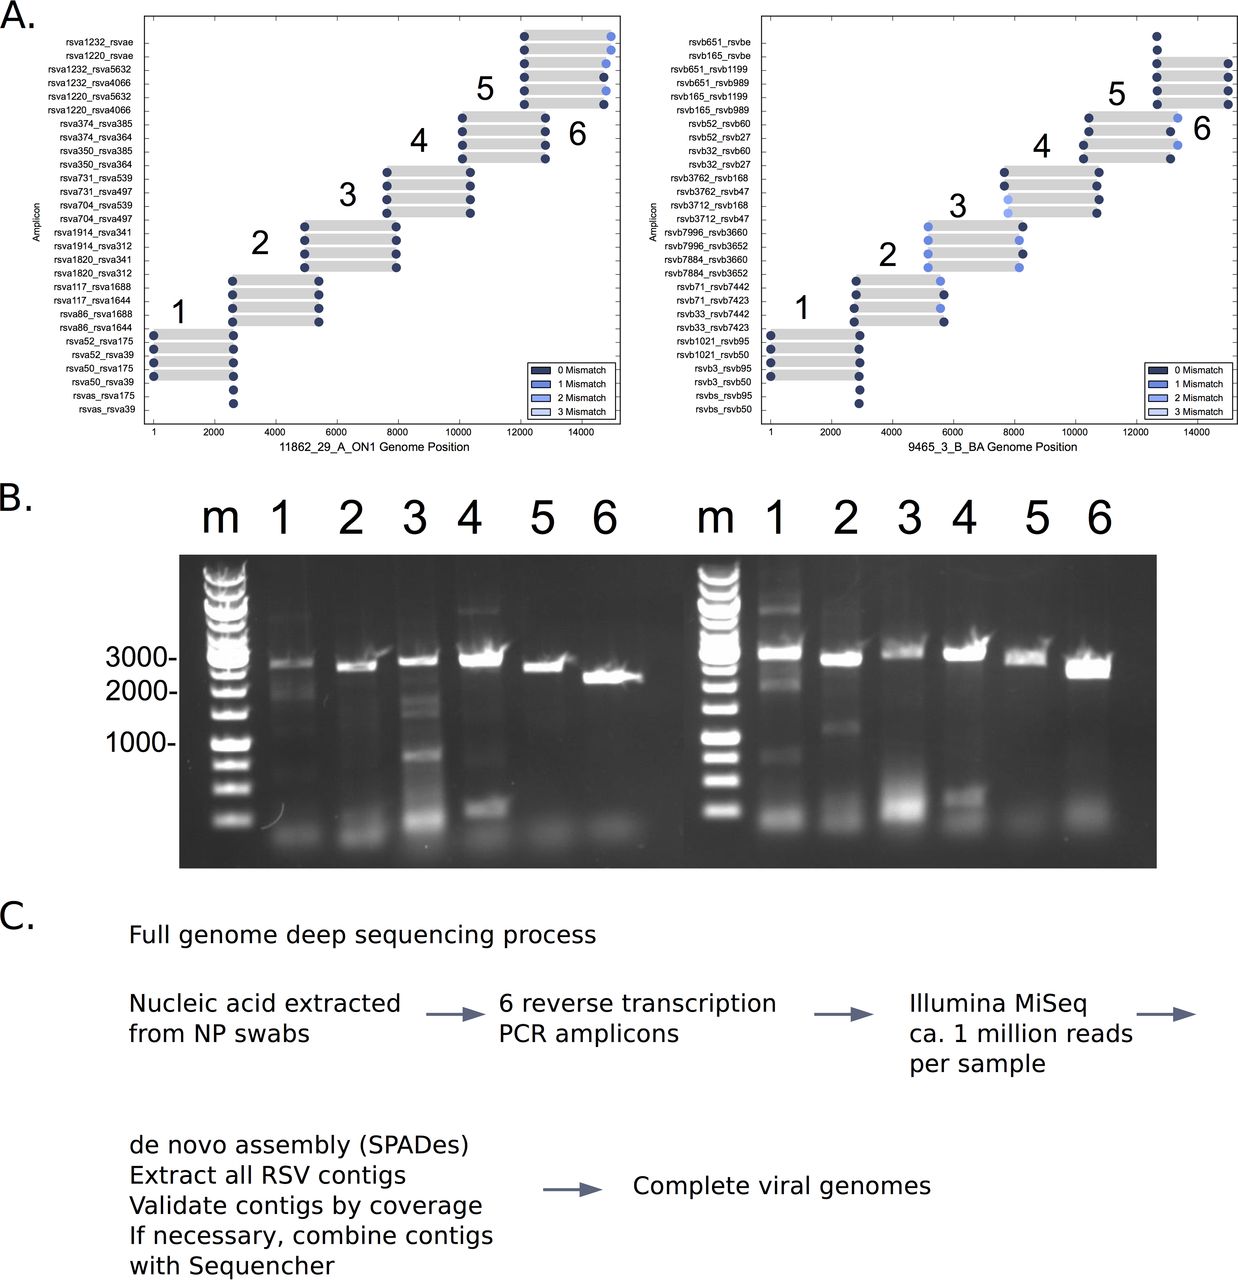 A.
rsva1232_rsvae
rsva1220_rsvae
rsva1232_rsva5632
rsva1232_rsva4066
rsva1220_rsva5632
rsva1220_rsva4066
rsva374_rsva385
rsva374_rsva364
rsva350_rsva385
rsva350_rsva364
rsva731_rsva539
rsva731_rsva497
rsva704_rsva539
rsva704_rsva497
rsva1914_rsva341
rsva1914_rsva312
rsva1820_rsva341
rsva1820_rsva312
rsva117_rsva1688
rsva117_rsva1644
rsva86_rsva1688
rsva86_rsva1644
rsva52_rsva175
rsva52_rsva39
rsva50_rsva175
rsva50_rsva39
rsvas_rsva175
rsvas_rsva39
Amplicon
1
2
3
4
5
6
0 Mismatch
1 Mismatch
2 Mismatch
3 Mismatch
1 2000 4000 6000 8000 10000 12000 14000
11862_29_A_ON1 Genome Position
rsvb651_rsvbe
rsvb165_rsvbe
rsvb651_rsvb1199
rsvb651_rsvb989
rsvb165_rsvb1199
rsvb165_rsvb989
rsvb52_rsvb60
rsvb52_rsvb27
rsvb32_rsvb60
rsvb32_rsvb27
rsvb3762_rsvb168
rsvb3762_rsvb47
rsvb3712_rsvb168
rsvb3712_rsvb47
rsvb7996_rsvb3660
rsvb7996_rsvb3652
rsvb7884_rsvb3660
rsvb7884_rsvb3652
rsvb71_rsvb7442
rsvb71_rsvb7423
rsvb33_rsvb7442
rsvb33_rsvb7423
rsvb1021_rsvb95
rsvb1021_rsvb50
rsvb3_rsvb95
rsvb3_rsvb50
rsvbs_rsvb95
rsvbs_rsvb50
Amplicon
1
2
3
4
5
6
0 Mismatch
1 Mismatch
2 Mismatch
3 Mismatch
1 2000 4000 6000 8000 10000 12000 14000
9465_3_B_BA Genome Position
B.
m 1 2 3 4 5 6 m 1 2 3 4 5 6
3000-
2000-
1000-
C.
Full genome deep sequencing process
Nucleic acid extracted
from NP swabs
6 reverse transcription
PCR amplicons
Illumina MiSeq
ca. 1 million reads
per sample
de novo assembly (SPADes)
Extract all RSV contigs
Validate contigs by coverage
If necessary, combine contigs
with Sequencher
Complete viral genomes